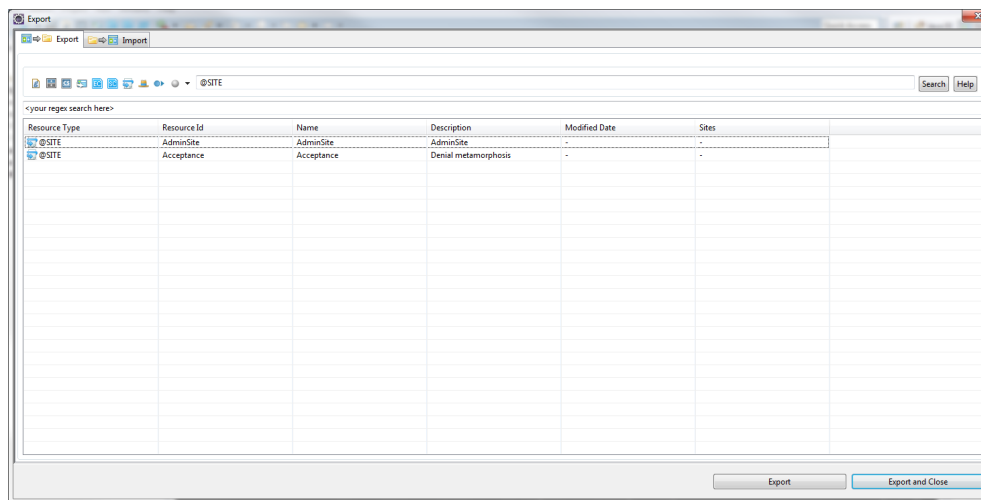 Export
Export Import
@SITE Search Help
<your regex search here>
Resource Type Resource Id Name Description Modified Date Sites
@SITE AdminSite AdminSite AdminSite - -
@SITE Acceptance Acceptance Denial metamorphosis - -
Export Export and Close